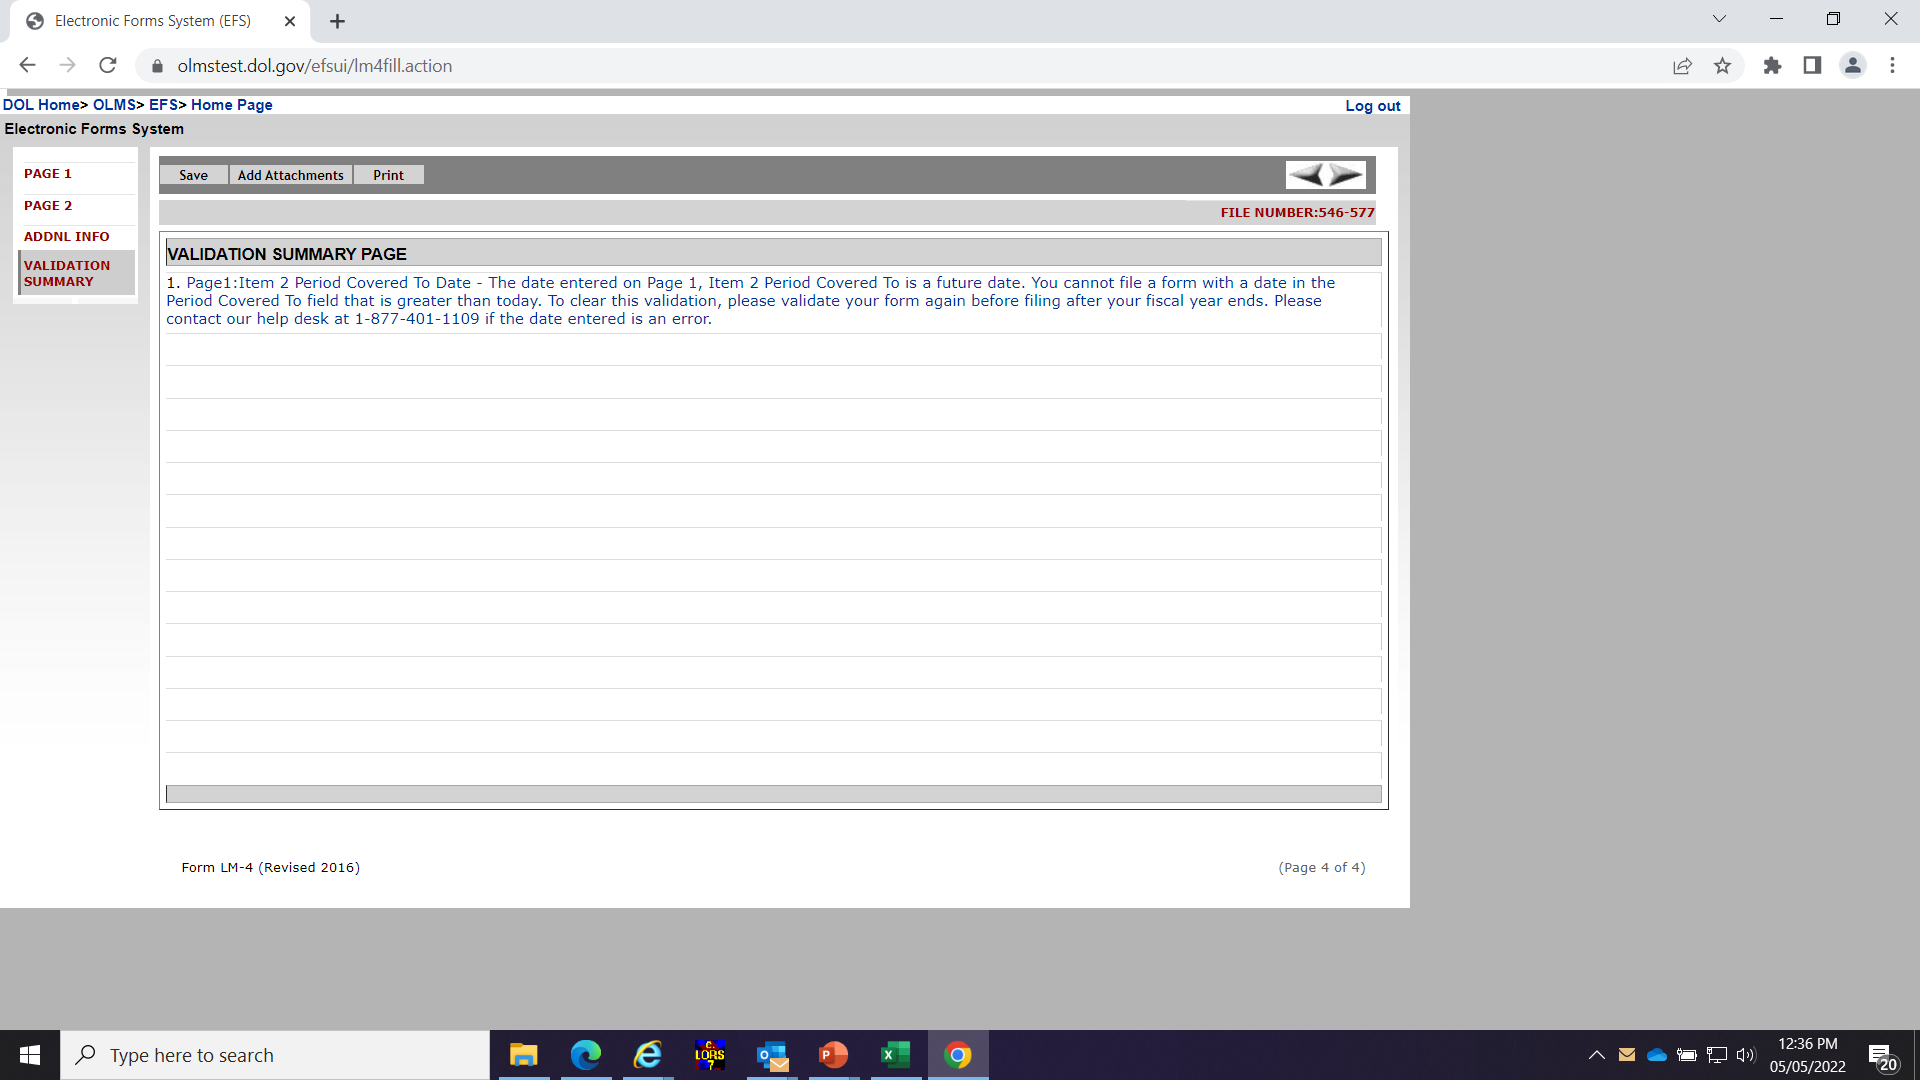 Electronic Forms System (EFS)
olmstest.dol.gov/efsui/lm4fill.action
DOL Home> OLMS> EFS> Home Page
Log out
Electronic Forms System
PAGE 1
PAGE 2
ADDNL INFO
VALIDATION
SUMMARY
Save
Add Attachments
Print
FILE NUMBER:546-577
VALIDATION SUMMARY PAGE
1. Page1:Item 2 Period Covered To Date - The date entered on Page 1, Item 2 Period Covered To is a future date. You cannot file a form with a date in the
Period Covered To field that is greater than today. To clear this validation, please validate your form again before filing after your fiscal year ends. Please
contact our help desk at 1-877-401-1109 if the date entered is an error.
Form LM-4 (Revised 2016)
(Page 4 of 4)
Type here to search
LORS
7
12:36 PM
05/05/2022
20